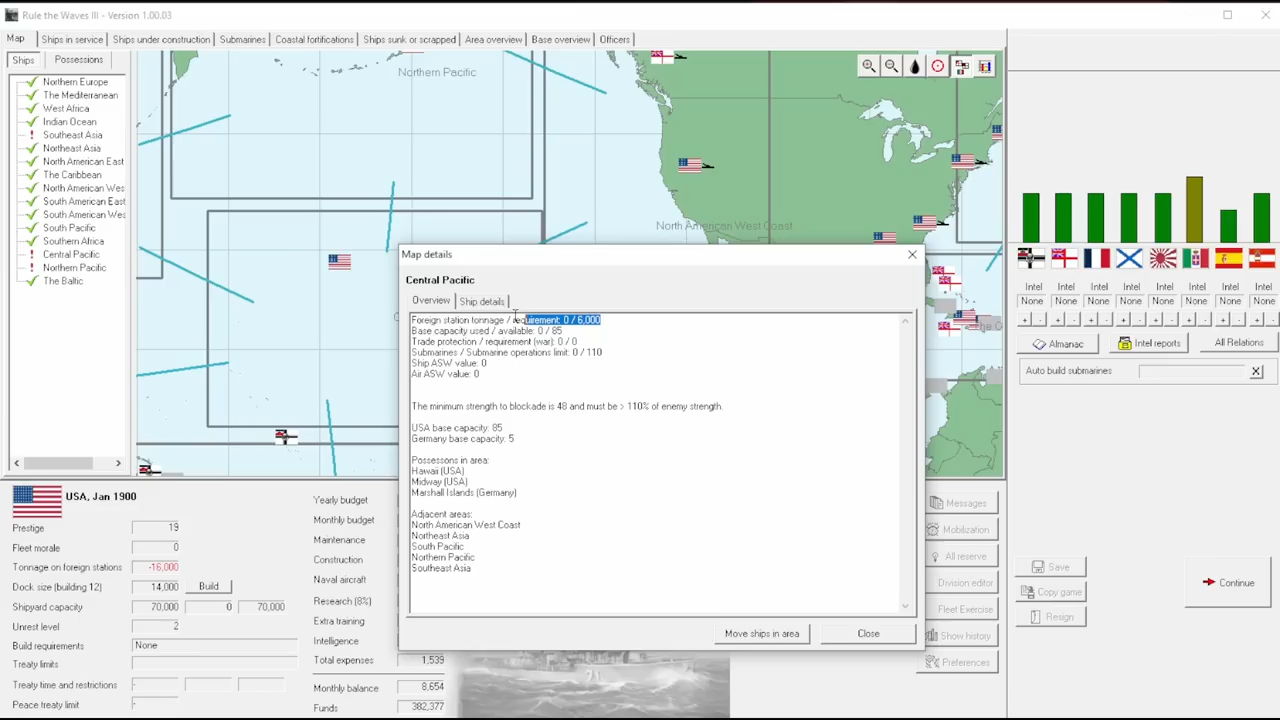 Rule the Waves III - Version 1.00.03
Map
Ships in service
Ships under construction
Submarines
Coastal fortifications
Ships sunk or scrapped
Area overview
Base overview
Officers
Ships
Possessions
Northern Europe
The Mediterranean
West Africa
Indian Ocean
Southeast Asia
Northeast Asia
North American East
The Caribbean
North American Wes
South American East
South American Wes
South Pacific
Southern Africa
Central Pacific
Northern Pacific
The Baltic
Northern Pacific
North American West Coast
Map details
Central Pacific
Overview
Ship details
Foreign station tonnage / requirement: 0 / 6,000
Base capacity used / available: 0 / 85
Trade protection / requirement (war): 0 / 0
Submarines / Submarine operations limit: 0 / 110
Ship ASW value: 0
Air ASW value: 0
The minimum strength to blockade is 48 and must be > 110% of enemy strength.
USA base capacity: 85
Germany base capacity: 5
Possessons in area:
Hawaii (USA)
Midway (USA)
Marshall Islands (Germany)
Adjacent areas:
North American West Coast
Northeast Asia
South Pacific
Northern Pacific
Southeast Asia
Move ships in area
Close
Intel Intel Intel Intel Intel Intel Intel Intel
None None None None None None None None
+ - + - + - + - + - + - + - + -
Almanac
Intel reports
All Relations
Auto build submarines
X
USA, Jan 1900
Prestige 19
Fleet morale 0
Tonnage on foreign stations -16,000
Dock size (building 12) 14,000 Build
Shipyard capacity 70,000 0 70,000
Unrest level 2
Build requirements None
Treaty limits
Treaty time and restrictions - - -
Peace treaty limit -
Yearly budget
Monthly budget
Maintenance
Construction
Naval aircraft
Research (8%)
Extra training
Intelligence
Total expenses 1,539
Monthly balance 8,654
Funds 382,377
Messages
Mobilization
All reserve
Division editor
Fleet Exercise
Show history
Preferences
Save
Copy game
Resign
Continue